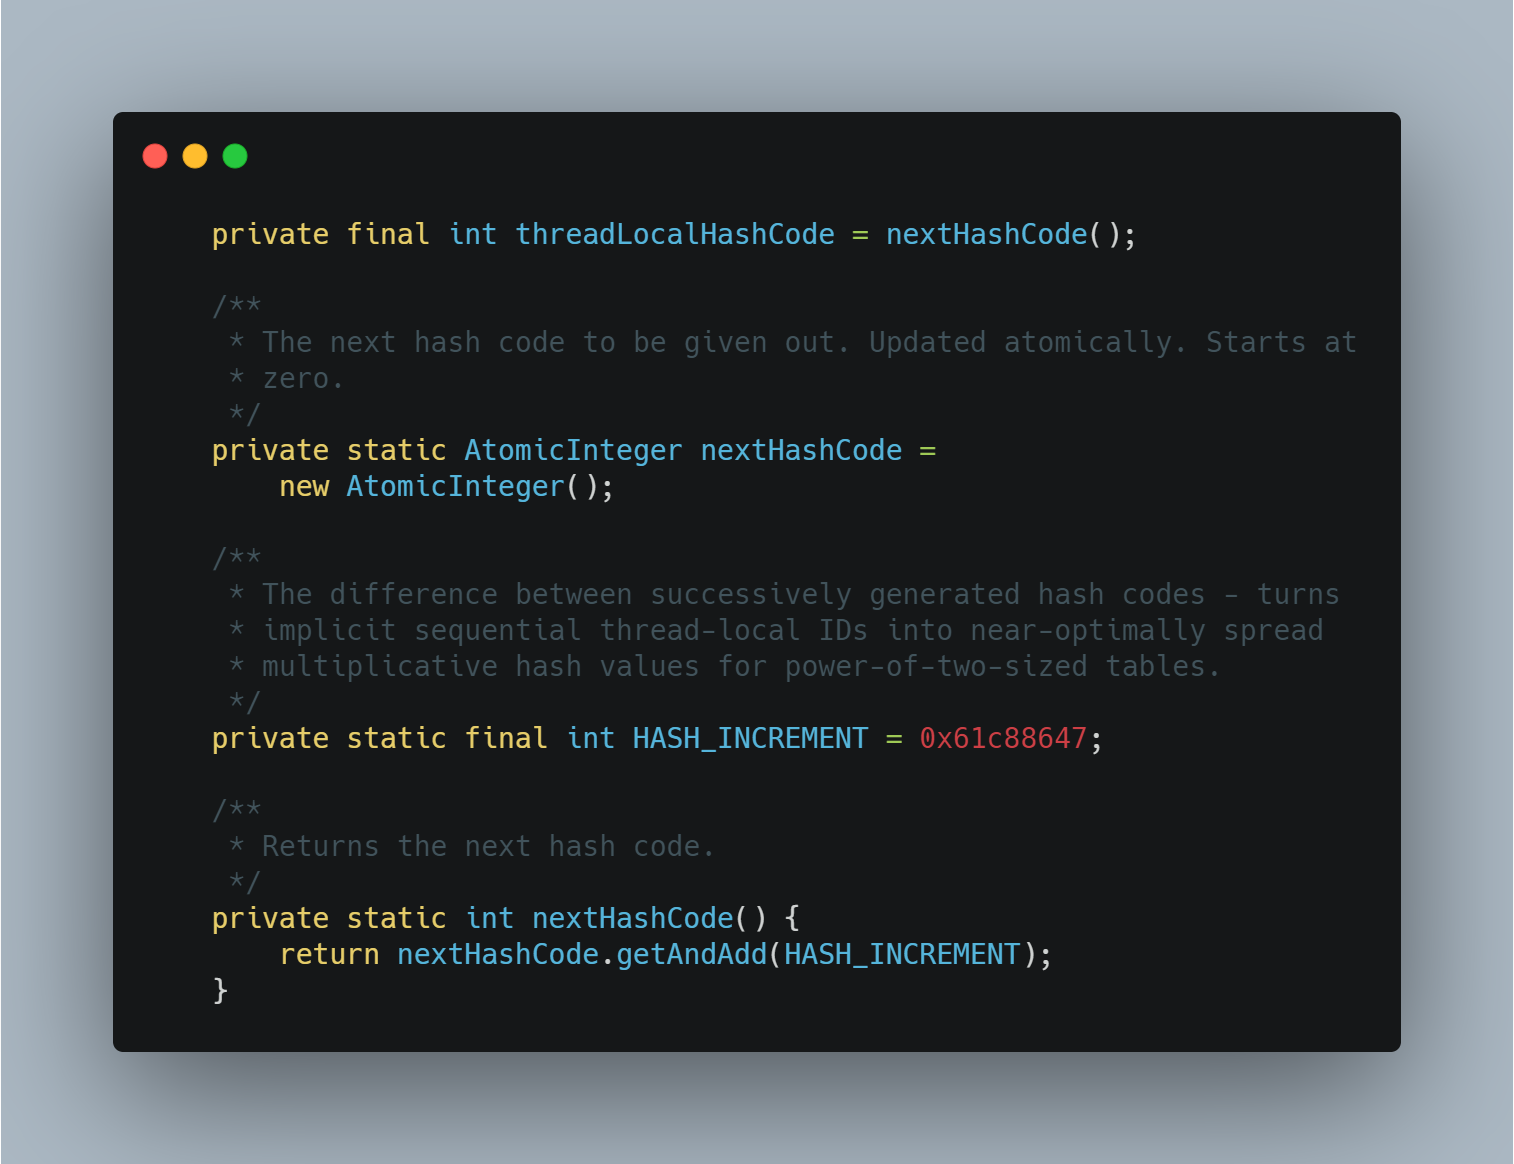 private final int threadLocalHashCode = nextHashCode();

/**
 * The next hash code to be given out. Updated atomically. Starts at
 * zero.
 */
private static AtomicInteger nextHashCode =
    new AtomicInteger();

/**
 * The difference between successively generated hash codes - turns
 * implicit sequential thread-local IDs into near-optimally spread
 * multiplicative hash values for power-of-two-sized tables.
 */
private static final int HASH_INCREMENT = 0x61c88647;

/**
 * Returns the next hash code.
 */
private static int nextHashCode() {
    return nextHashCode.getAndAdd(HASH_INCREMENT);
}